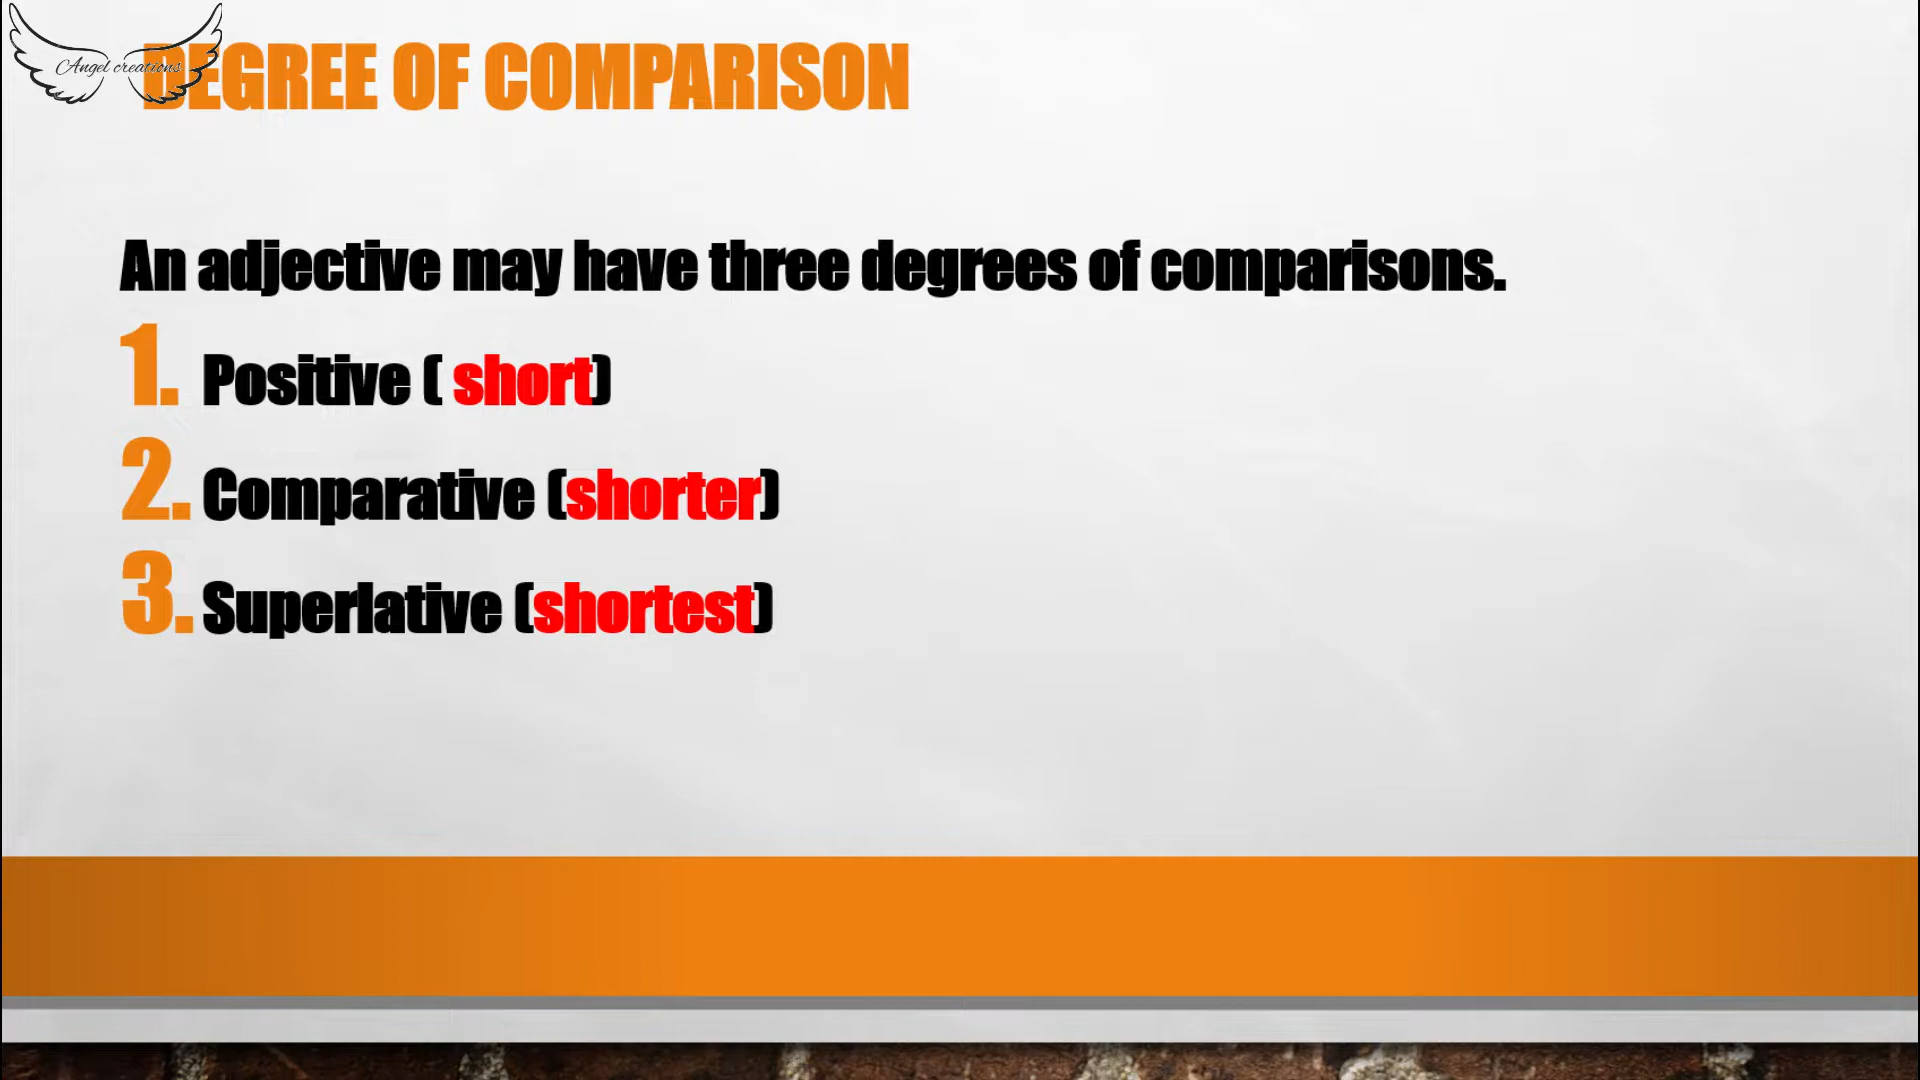 Angel creations
DEGREE OF COMPARISON
An adjective may have three degrees of comparisons.
1. Positive ( short)
2. Comparative (shorter)
3. Superlative (shortest)